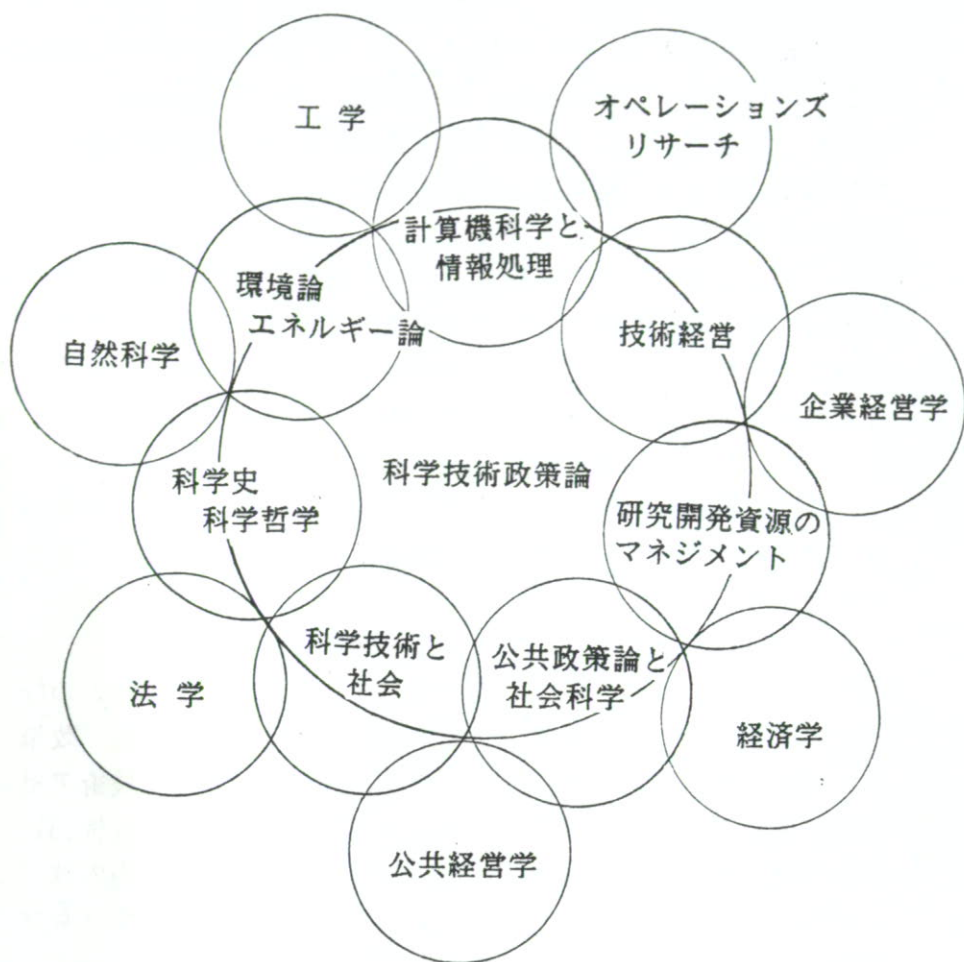 工 学
オペレーションズ
リサーチ
計算機科学と
情報処理
環境論
エネルギー論
技術経営
自然科学
企業経営学
科学技術政策論
科学史
科学哲学
研究開発資源の
マネジメント
科学技術と
社会
公共政策論と
社会科学
法 学
経済学
公共経営学